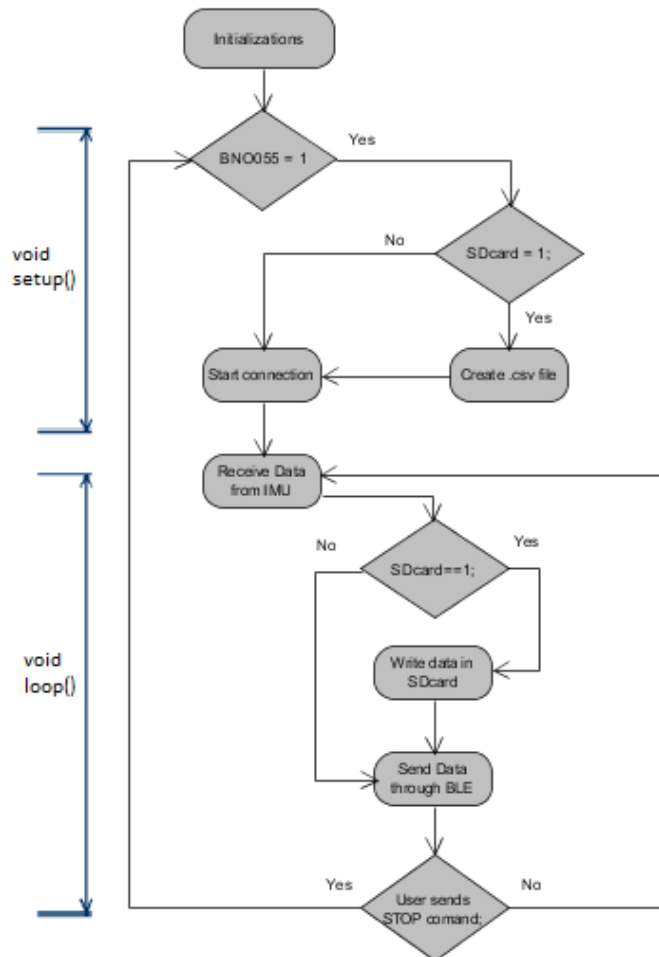 Initializations
BNO055 = 1
Yes
void
setup()
No
SDcard = 1;
Yes
Start connection
Create .csv file
Receive Data
from IMU
No
Yes
SDcard==1;
void
loop()
Write data in
SDcard
Send Data
through BLE
Yes
No
User sends
STOP comand;